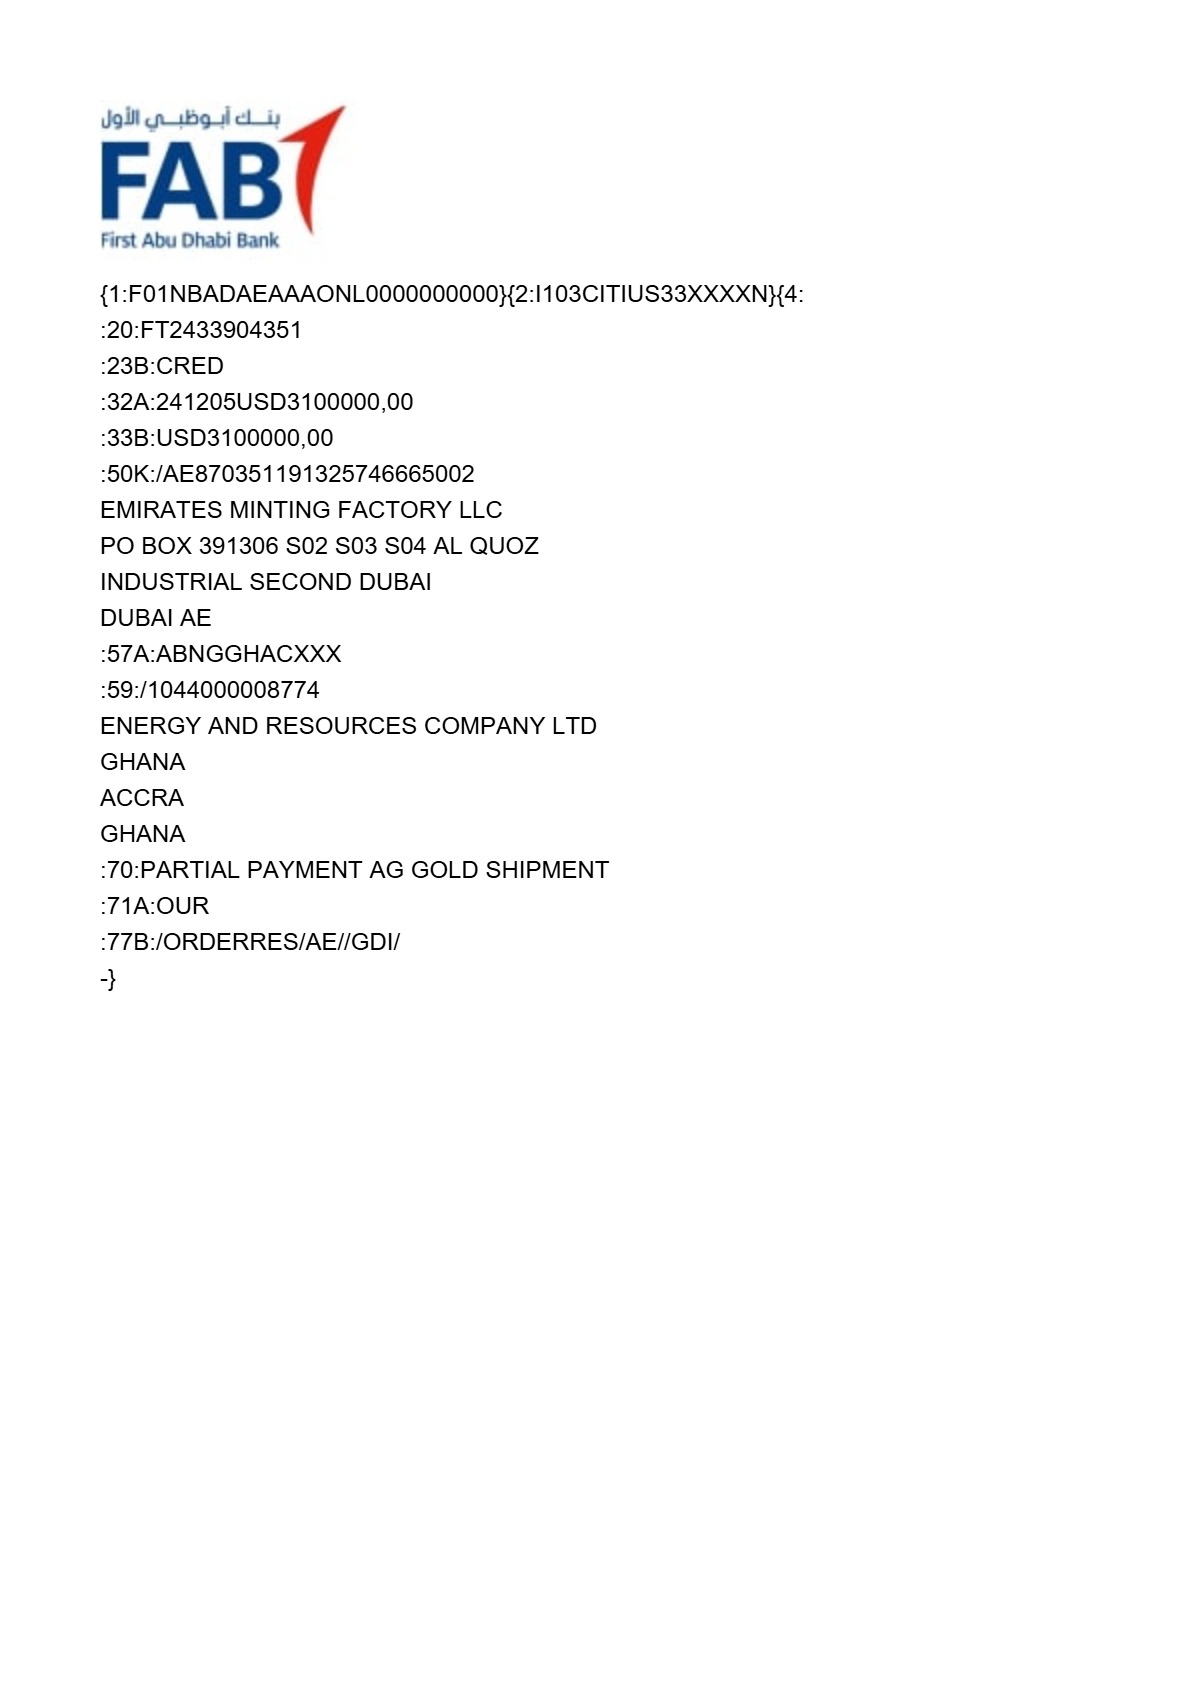 بنك أبوظبي الأول
FAB
First Abu Dhabi Bank
{1:F01NBADAEAAAONL0000000000}{2:I103CITIUS33XXXXN}{4:
:20:FT2433904351
:23B:CRED
:32A:241205USD3100000,00
:33B:USD3100000,00
:50K:/AE870351191325746665002
EMIRATES MINTING FACTORY LLC
PO BOX 391306 S02 S03 S04 AL QUOZ
INDUSTRIAL SECOND DUBAI
DUBAI AE
:57A:ABNGGHACXXX
:59:/1044000008774
ENERGY AND RESOURCES COMPANY LTD
GHANA
ACCRA
GHANA
:70:PARTIAL PAYMENT AG GOLD SHIPMENT
:71A:OUR
:77B:/ORDERRES/AE//GDI/
-}